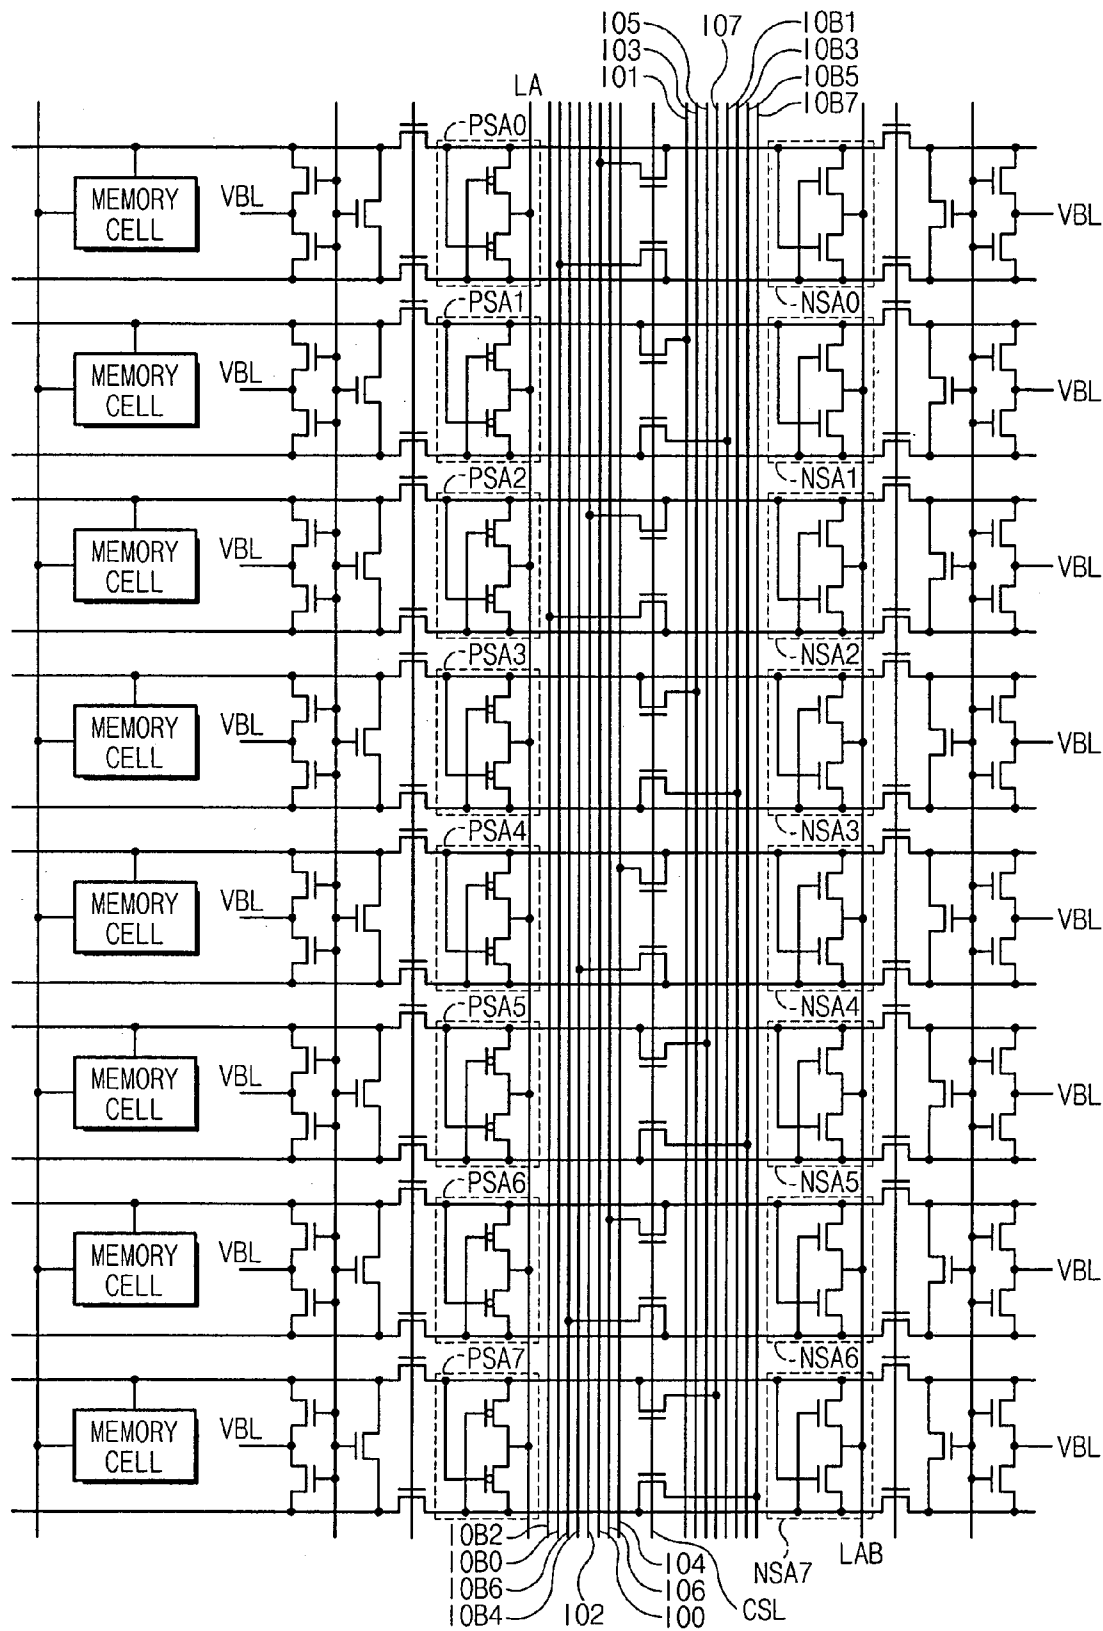 IO5
IO7
IOB1
IO3
IOB3
IO1
IOB5
LA
IOB7
PSA0
MEMORY
CELL
VBL
VBL
PSA1
NSA0
MEMORY
CELL
VBL
VBL
PSA2
NSA1
MEMORY
CELL
VBL
VBL
PSA3
NSA2
MEMORY
CELL
VBL
VBL
PSA4
NSA3
MEMORY
CELL
VBL
VBL
PSA5
NSA4
MEMORY
CELL
VBL
VBL
PSA6
NSA5
MEMORY
CELL
VBL
VBL
PSA7
NSA6
MEMORY
CELL
VBL
VBL
IOB2
IOB0
IOB6
IOB4
IO2
IO4
IO6
IO0
CSL
NSA7
LAB